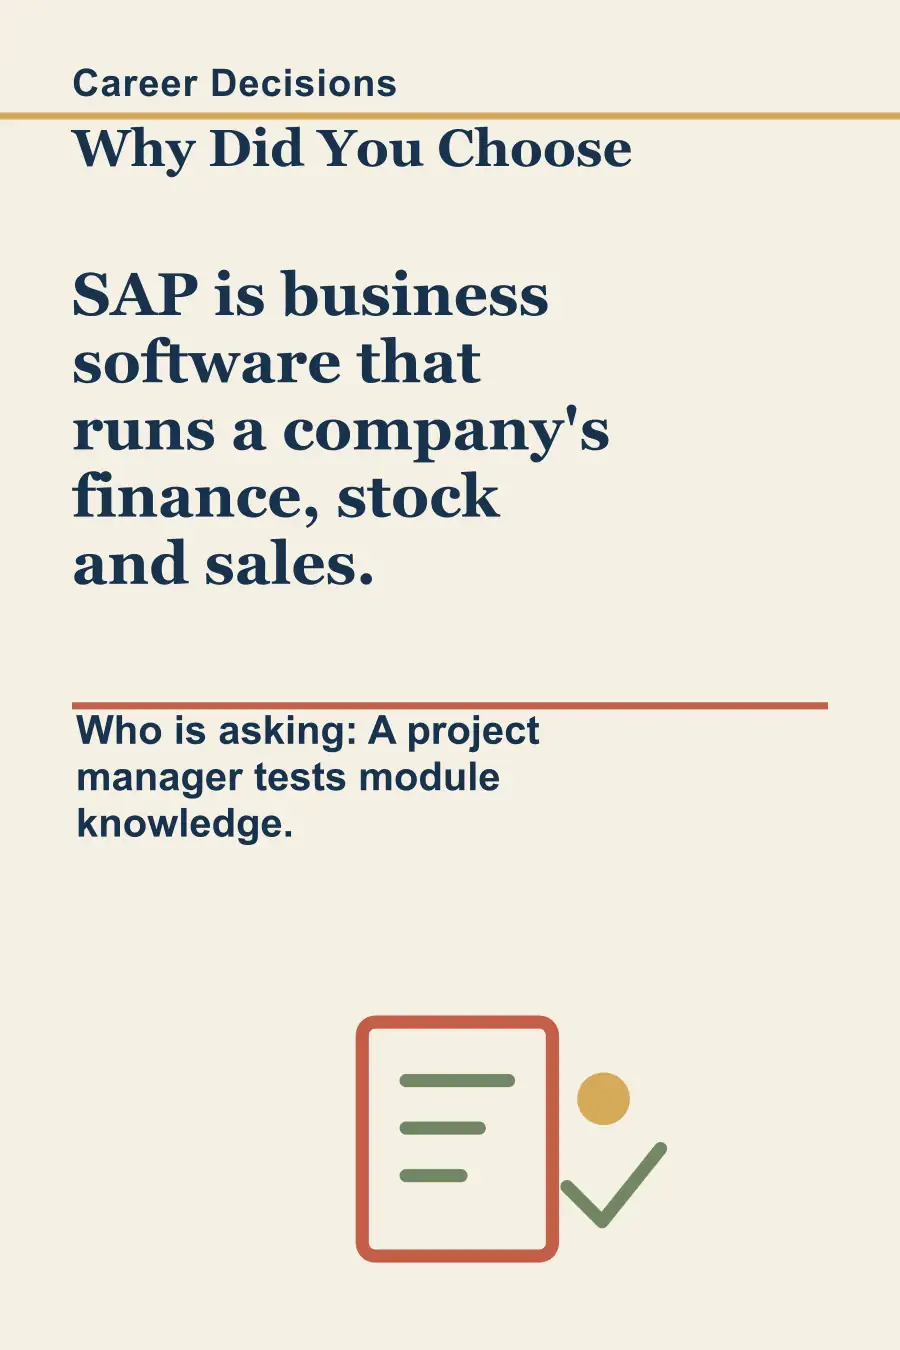 Career Decisions
Why Did You Choose
SAP is business
software that
runs a company's
finance, stock
and sales.
Who is asking: A project
manager tests module
knowledge.